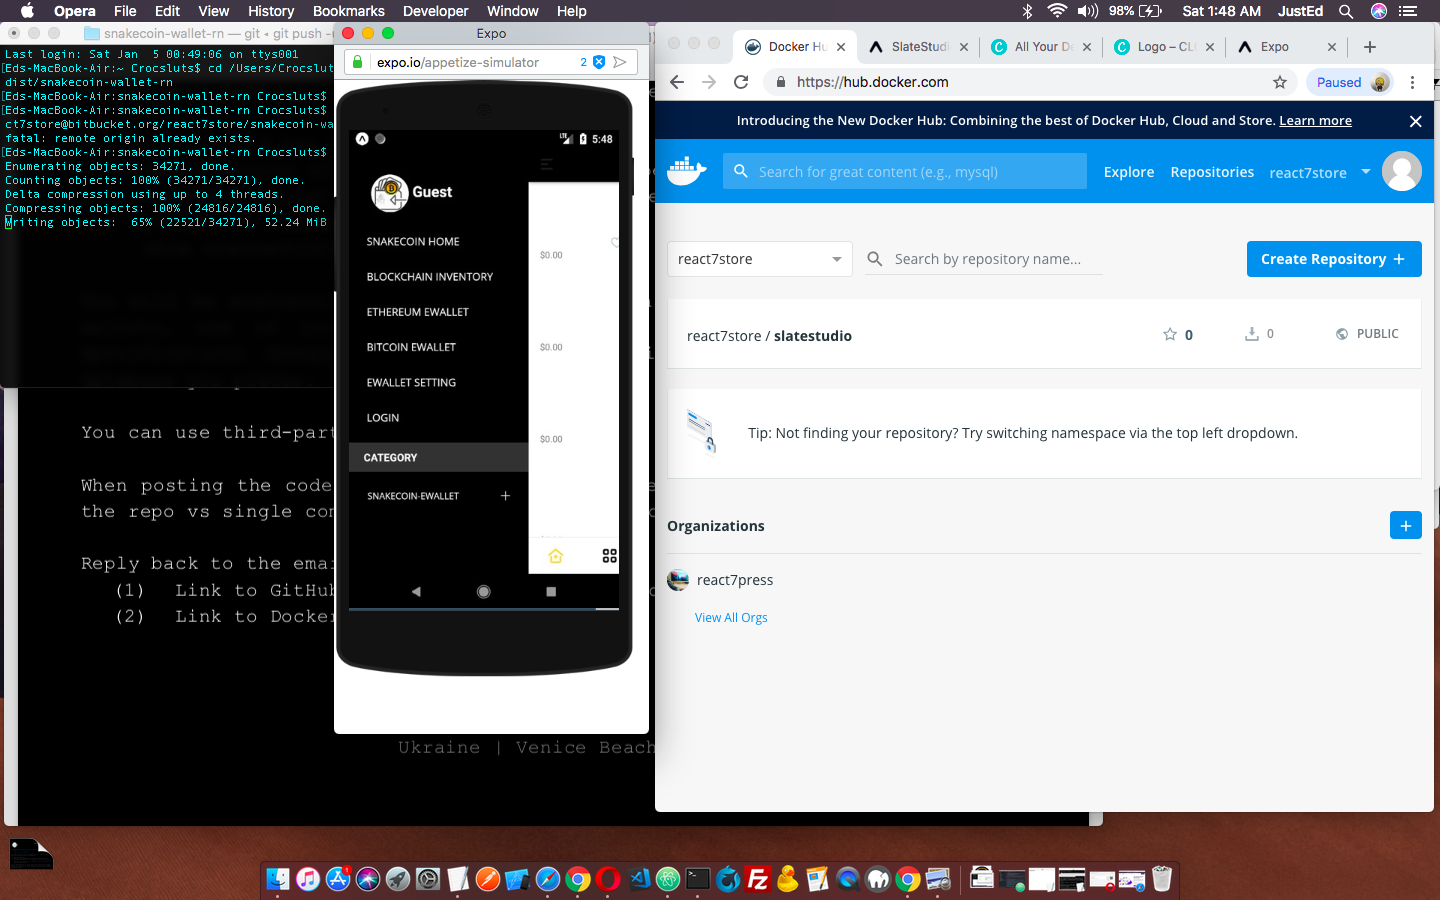 Opera File Edit View History Bookmarks Developer Window Help
98% Sat 1:48 AM JustEd
snakecoin-wallet-rn — git ‹ git push
Last login: Sat Jan 5 00:49:06 on ttys001
[Eds-MacBook-Air:~ Crocsluts$ cd /Users/Crocslut
dist/snakecoin-wallet-rn
[Eds-MacBook-Air:snakecoin-wallet-rn Crocsluts$
[Eds-MacBook-Air:snakecoin-wallet-rn Crocsluts$
ct7store@bitbucket.org/react7store/snakecoin-wa
fatal: remote origin already exists.
[Eds-MacBook-Air:snakecoin-wallet-rn Crocsluts$
Enumerating objects: 34271, done.
Counting objects: 100% (34271/34271), done.
Delta compression using up to 4 threads.
Compressing objects: 100% (24816/24816), done.
Writing objects: 65% (22521/34271), 52.24 MiB
You can use third-part
When posting the code
the repo vs single con
Reply back to the emai
(1) Link to GitHub
(2) Link to Docker
Ukraine | Venice Beach
Expo
expo.io/appetize-simulator 2
LTE 5:48
Guest
SNAKECOIN HOME
BLOCKCHAIN INVENTORY
ETHEREUM EWALLET
BITCOIN EWALLET
EWALLET SETTING
LOGIN
CATEGORY
SNAKECOIN-EWALLET +
$0.00
$0.00
$0.00
Docker Hu SlateStudi All Your De Logo – CLO Expo
https://hub.docker.com Paused
Introducing the New Docker Hub: Combining the best of Docker Hub, Cloud and Store. Learn more
Search for great content (e.g., mysql) Explore Repositories react7store
react7store Search by repository name... Create Repository +
react7store / slatestudio 0 0 PUBLIC
Tip: Not finding your repository? Try switching namespace via the top left dropdown.
Organizations
react7press
View All Orgs